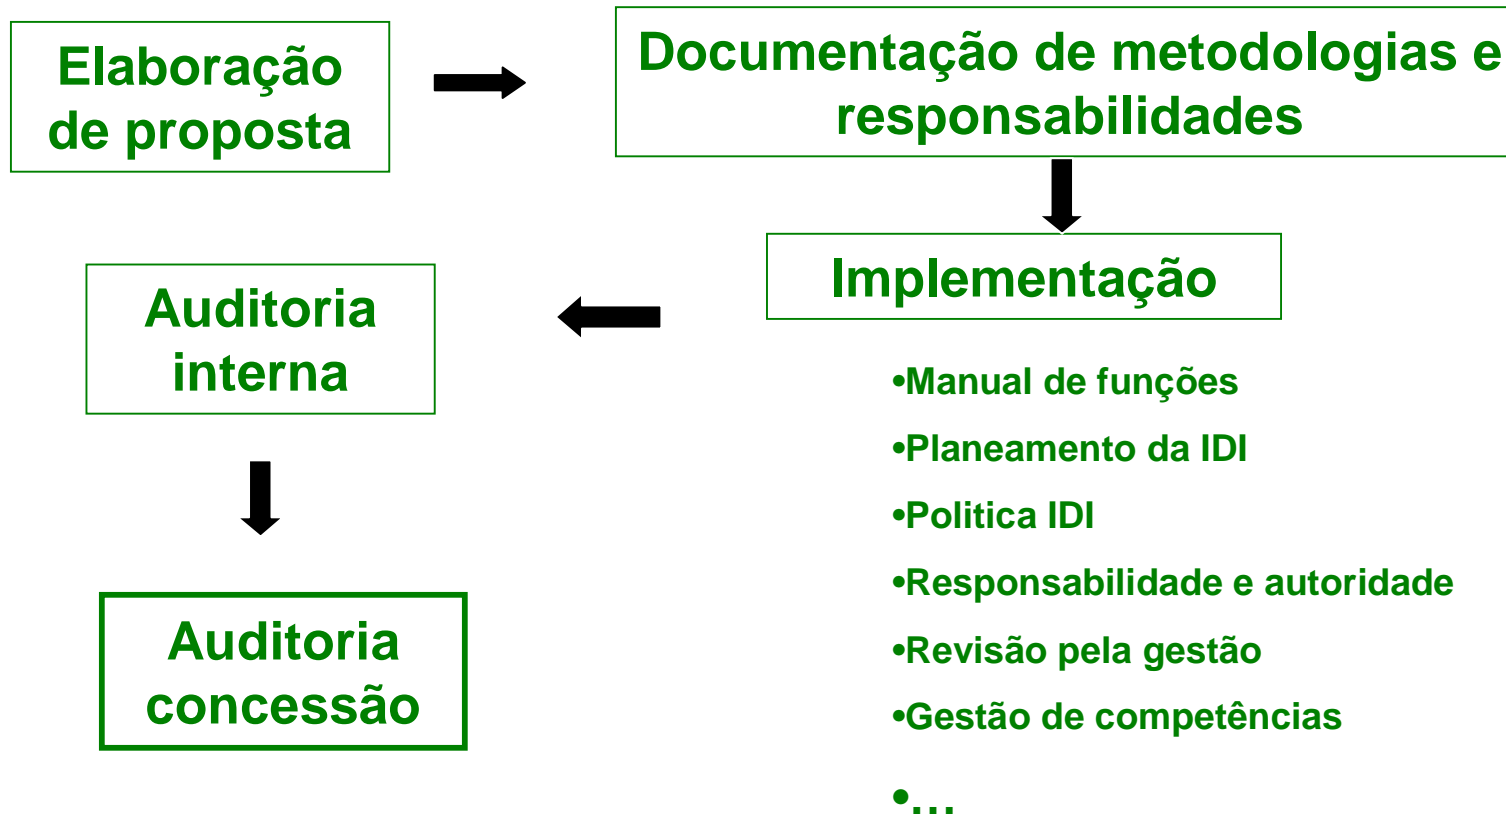 Elaboração
de proposta
Documentação de metodologias e
responsabilidades
Implementação
Auditoria
interna
•Manual de funções
•Planeamento da IDI
•Politica IDI
•Responsabilidade e autoridade
•Revisão pela gestão
•Gestão de competências
•...
Auditoria
concessão